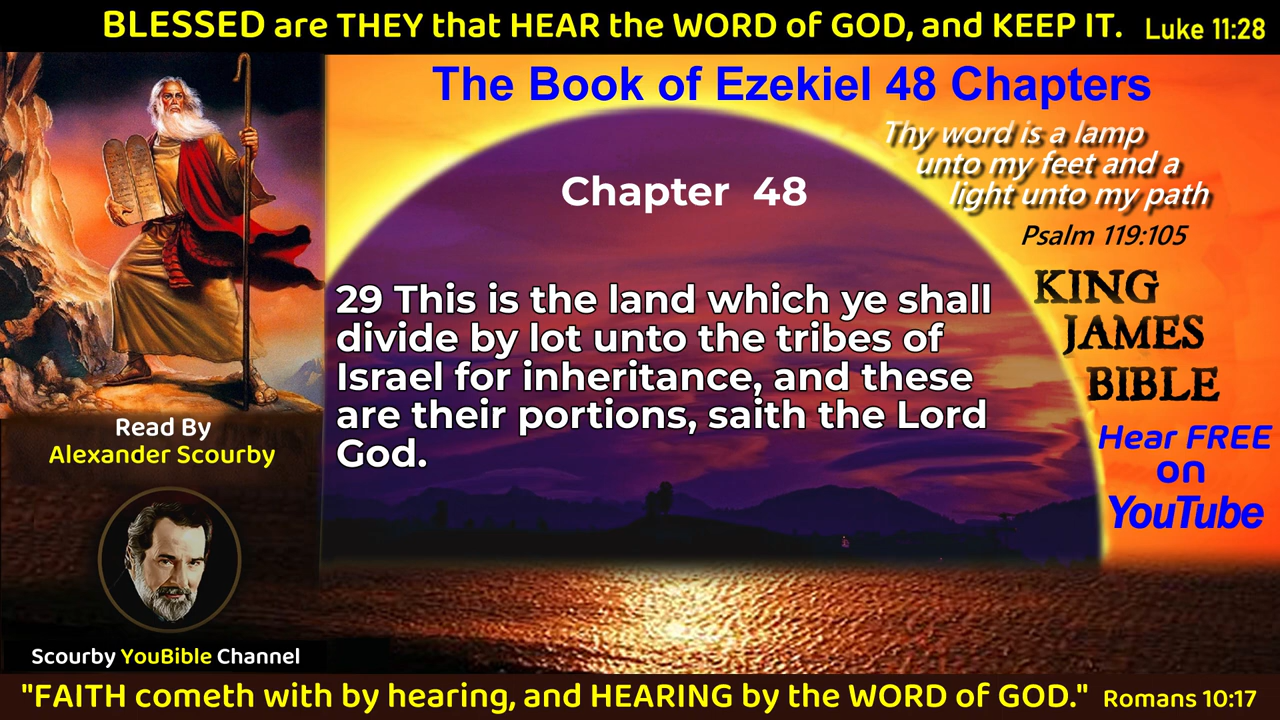 BLESSED are THEY that HEAR the WORD of GOD, and KEEP IT. Luke 11:28
The Book of Ezekiel 48 Chapters
Thy word is a lamp
unto my feet and a
light unto my path
Psalm 119:105
Chapter 48
29 This is the land which ye shall
divide by lot unto the tribes of
Israel for inheritance, and these
are their portions, saith the Lord
God.
KING
JAMES
BIBLE
Hear FREE
on
YouTube
Read By
Alexander Scourby
Scourby YouBible Channel
"FAITH cometh with by hearing, and HEARING by the WORD of GOD." Romans 10:17